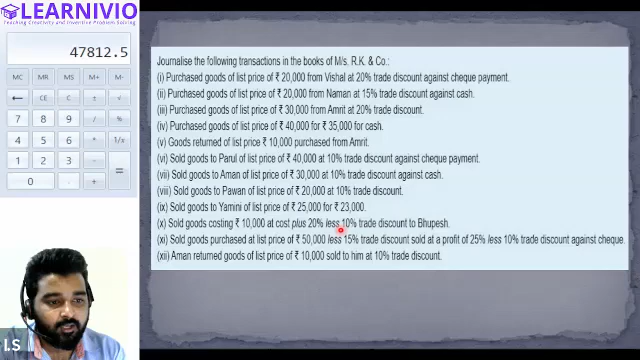 LEARNIVIO
Teaching Creativity and Inventive Problem Solving
47812.5
MC MR MS M+ M-
← CE C ± √
7 8 9 / %
4 5 6 * 1/x
1 2 3 - =
0 . +
Journalise the following transactions in the books of M/s. R.K. & Co.:
(i) Purchased goods of list price of ₹ 20,000 from Vishal at 20% trade discount against cheque payment.
(ii) Purchased goods of list price of ₹ 20,000 from Naman at 15% trade discount against cash.
(iii) Purchased goods of list price of ₹ 30,000 from Amrit at 20% trade discount.
(iv) Purchased goods of list price of ₹ 40,000 for ₹ 35,000 for cash.
(v) Goods returned of list price ₹ 10,000 purchased from Amrit.
(vi) Sold goods to Parul of list price of ₹ 40,000 at 10% trade discount against cheque payment.
(vii) Sold goods to Aman of list price of ₹ 30,000 at 10% trade discount against cash.
(viii) Sold goods to Pawan of list price of ₹ 20,000 at 10% trade discount.
(ix) Sold goods to Yamini of list price of ₹ 25,000 for ₹ 23,000.
(x) Sold goods costing ₹ 10,000 at cost plus 20% less 10% trade discount to Bhupesh.
(xi) Sold goods purchased at list price of ₹ 50,000 less 15% trade discount sold at a profit of 25% less 10% trade discount against cheque.
(xii) Aman returned goods of list price of ₹ 10,000 sold to him at 10% trade discount.
I.S